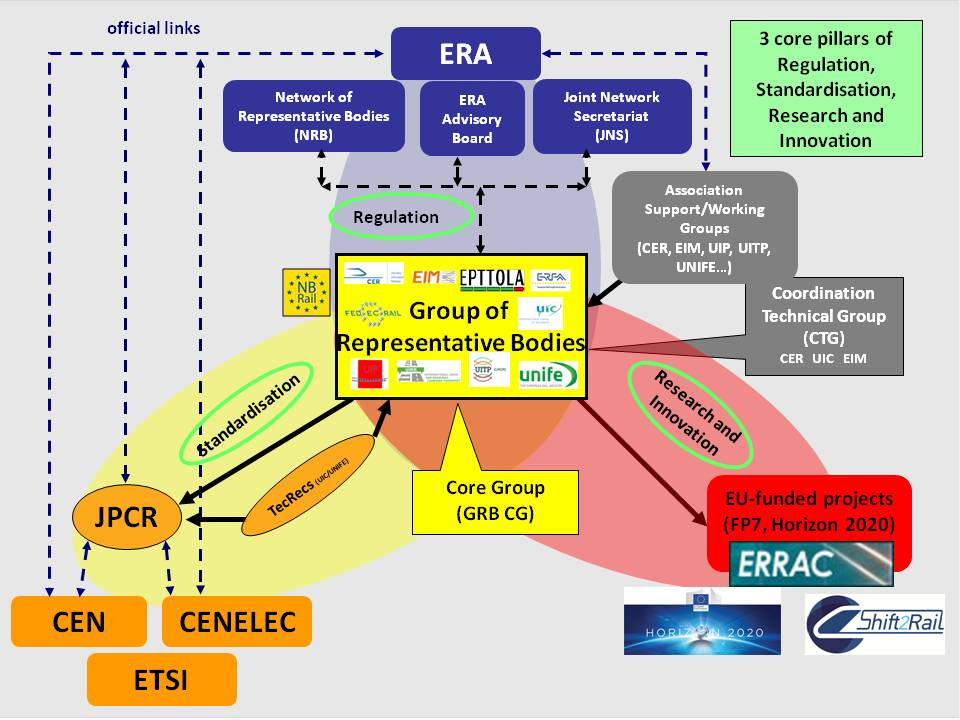 official links
ERA
3 core pillars of
Regulation,
Standardisation,
Research and
Innovation
Network of
Representative Bodies
(NRB)
ERA
Advisory
Board
Joint Network
Secretariat
(JNS)
Association
Support/Working
Groups
(CER, EIM, UIP, UITP,
UNIFE...)
Regulation
NB
Rail
CER
EIM
EPTTOLA
ERFA
FEDECRAIL
Group of
uic
Representative Bodies
UIP
UITP
unife
Coordination
Technical Group
(CTG)
CER UIC EIM
Standardisation
Research and
Innovation
TecRecs (UIC/UNIFE)
Core Group
(GRB CG)
JPCR
EU-funded projects
(FP7, Horizon 2020)
ERRAC
HORIZON 2020
Shift2Rail
CEN
CENELEC
ETSI